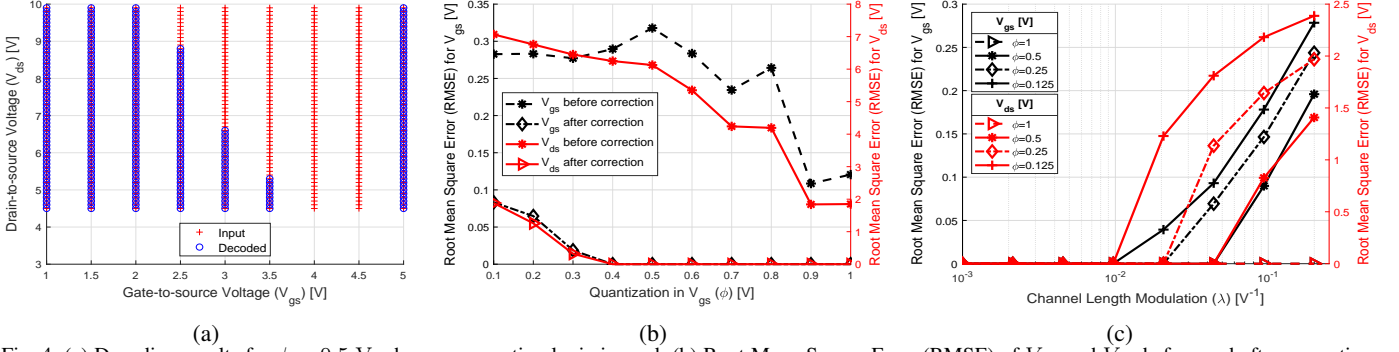 10
9
8
7
6
5
4
3
Drain-to-source Voltage (V_ds) [V]
+ Input
○ Decoded
1 1.5 2 2.5 3 3.5 4 4.5 5
Gate-to-source Voltage (V_gs) [V]
(a)
0.35
0.3
0.25
0.2
0.15
0.1
0.05
0
Root Mean Square Error (RMSE) for V_gs [V]
V_gs before correction
V_gs after correction
V_ds before correction
V_ds after correction
8
7
6
5
4
3
2
1
0
Root Mean Square Error (RMSE) for V_ds [V]
0.1 0.2 0.3 0.4 0.5 0.6 0.7 0.8 0.9 1
Quantization in V_gs (ϕ) [V]
(b)
0.3
0.25
0.2
0.15
0.1
0.05
0
Root Mean Square Error (RMSE) for V_gs [V]
V_gs [V]
ϕ=1
ϕ=0.5
ϕ=0.25
ϕ=0.125
V_ds [V]
ϕ=1
ϕ=0.5
ϕ=0.25
ϕ=0.125
2.5
2
1.5
1
0.5
0
Root Mean Square Error (RMSE) for V_ds [V]
10^-3 10^-2 10^-1
Channel Length Modulation (λ) [V^-1]
(c)